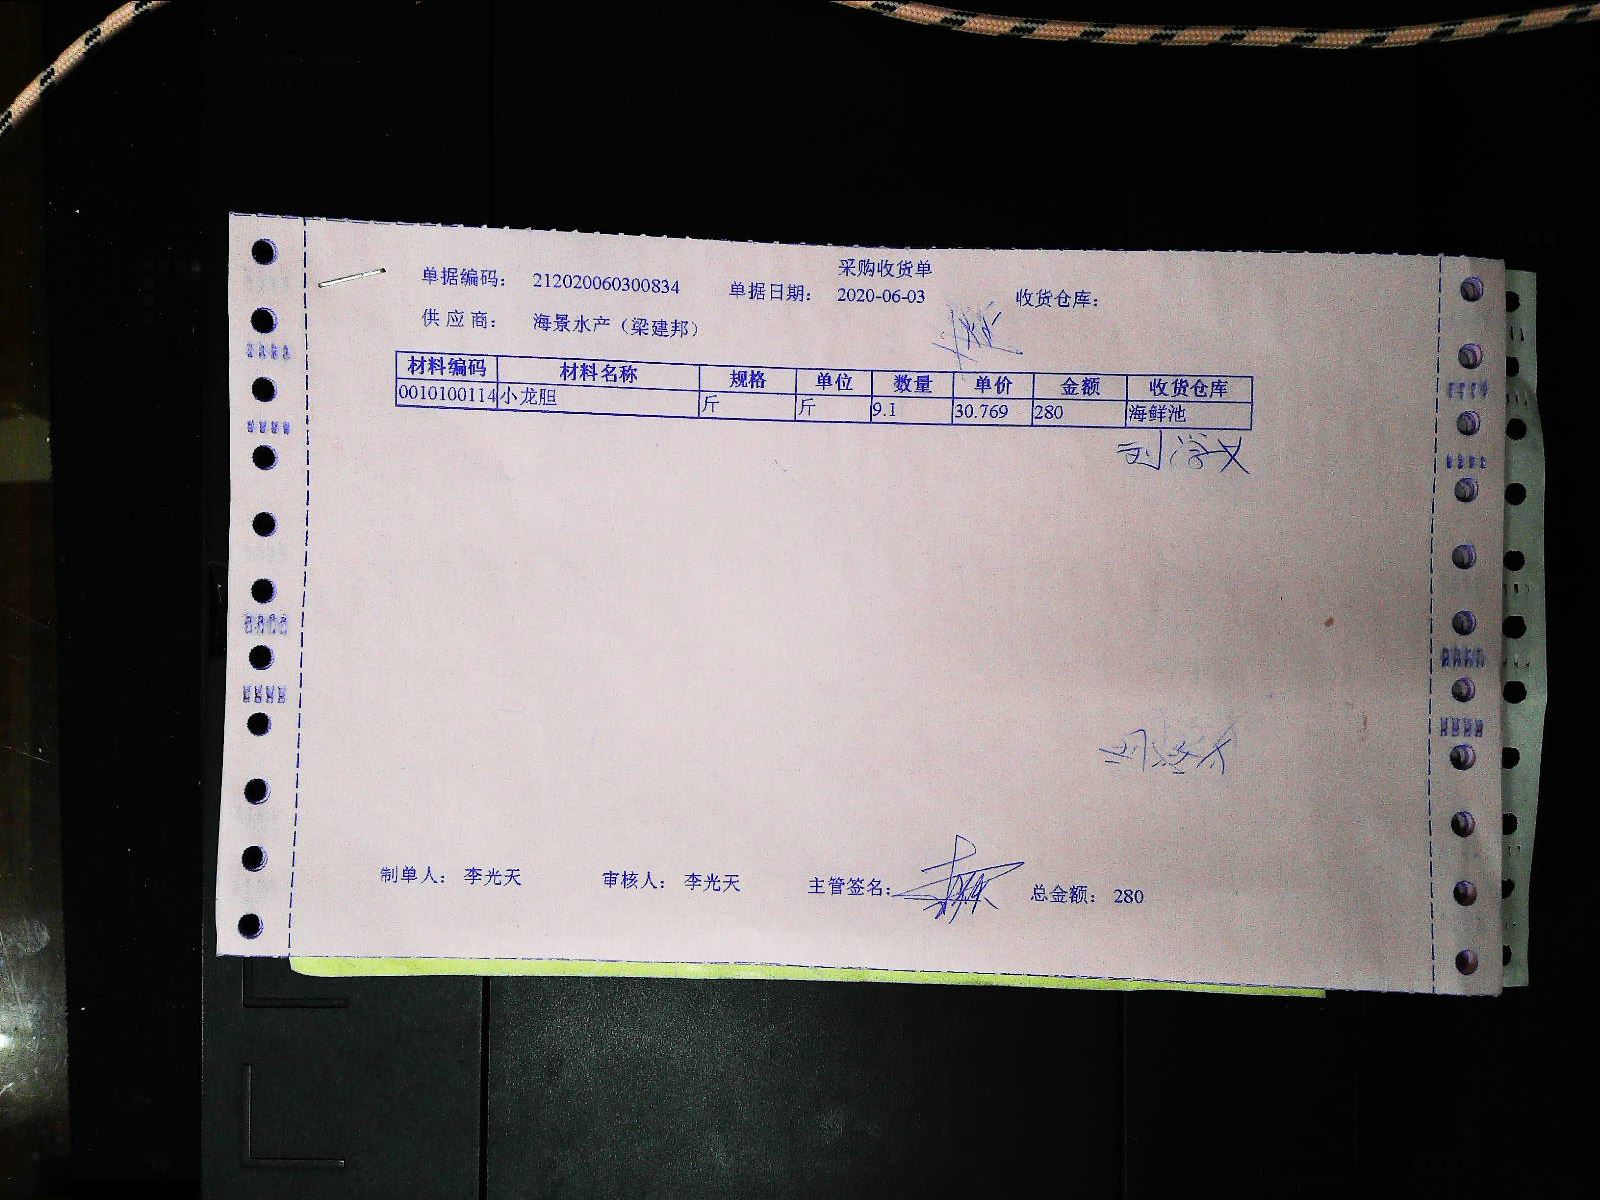 采购收货单
单据编码： 212020060300834 单据日期： 2020-06-03 收货仓库：
供应商： 海景水产（梁建邦）
材料编码 材料名称 规格 单位 数量 单价 金额 收货仓库
0010100114 小龙胆 斤 斤 9.1 30.769 280 海鲜池
制单人： 李光天 审核人： 李光天 主管签名： 总金额： 280